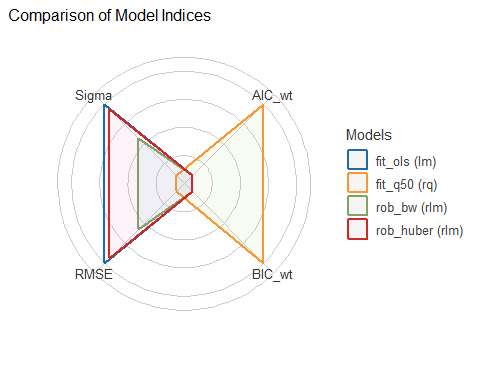 Comparison of Model Indices
Sigma
AIC_wt
RMSE
BIC_wt
Models
fit_ols (lm)
fit_q50 (rq)
rob_bw (rlm)
rob_huber (rlm)